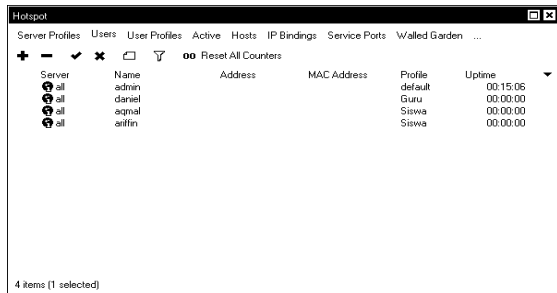 Hotspot
Server Profiles Users User Profiles Active Hosts IP Bindings Service Ports Walled Garden ...
00 Reset All Counters
Server Name Address MAC Address Profile Uptime
all admin default 00:15:06
all daniel Guru 00:00:00
all aqmal Siswa 00:00:00
all ariffin Siswa 00:00:00
4 items (1 selected)